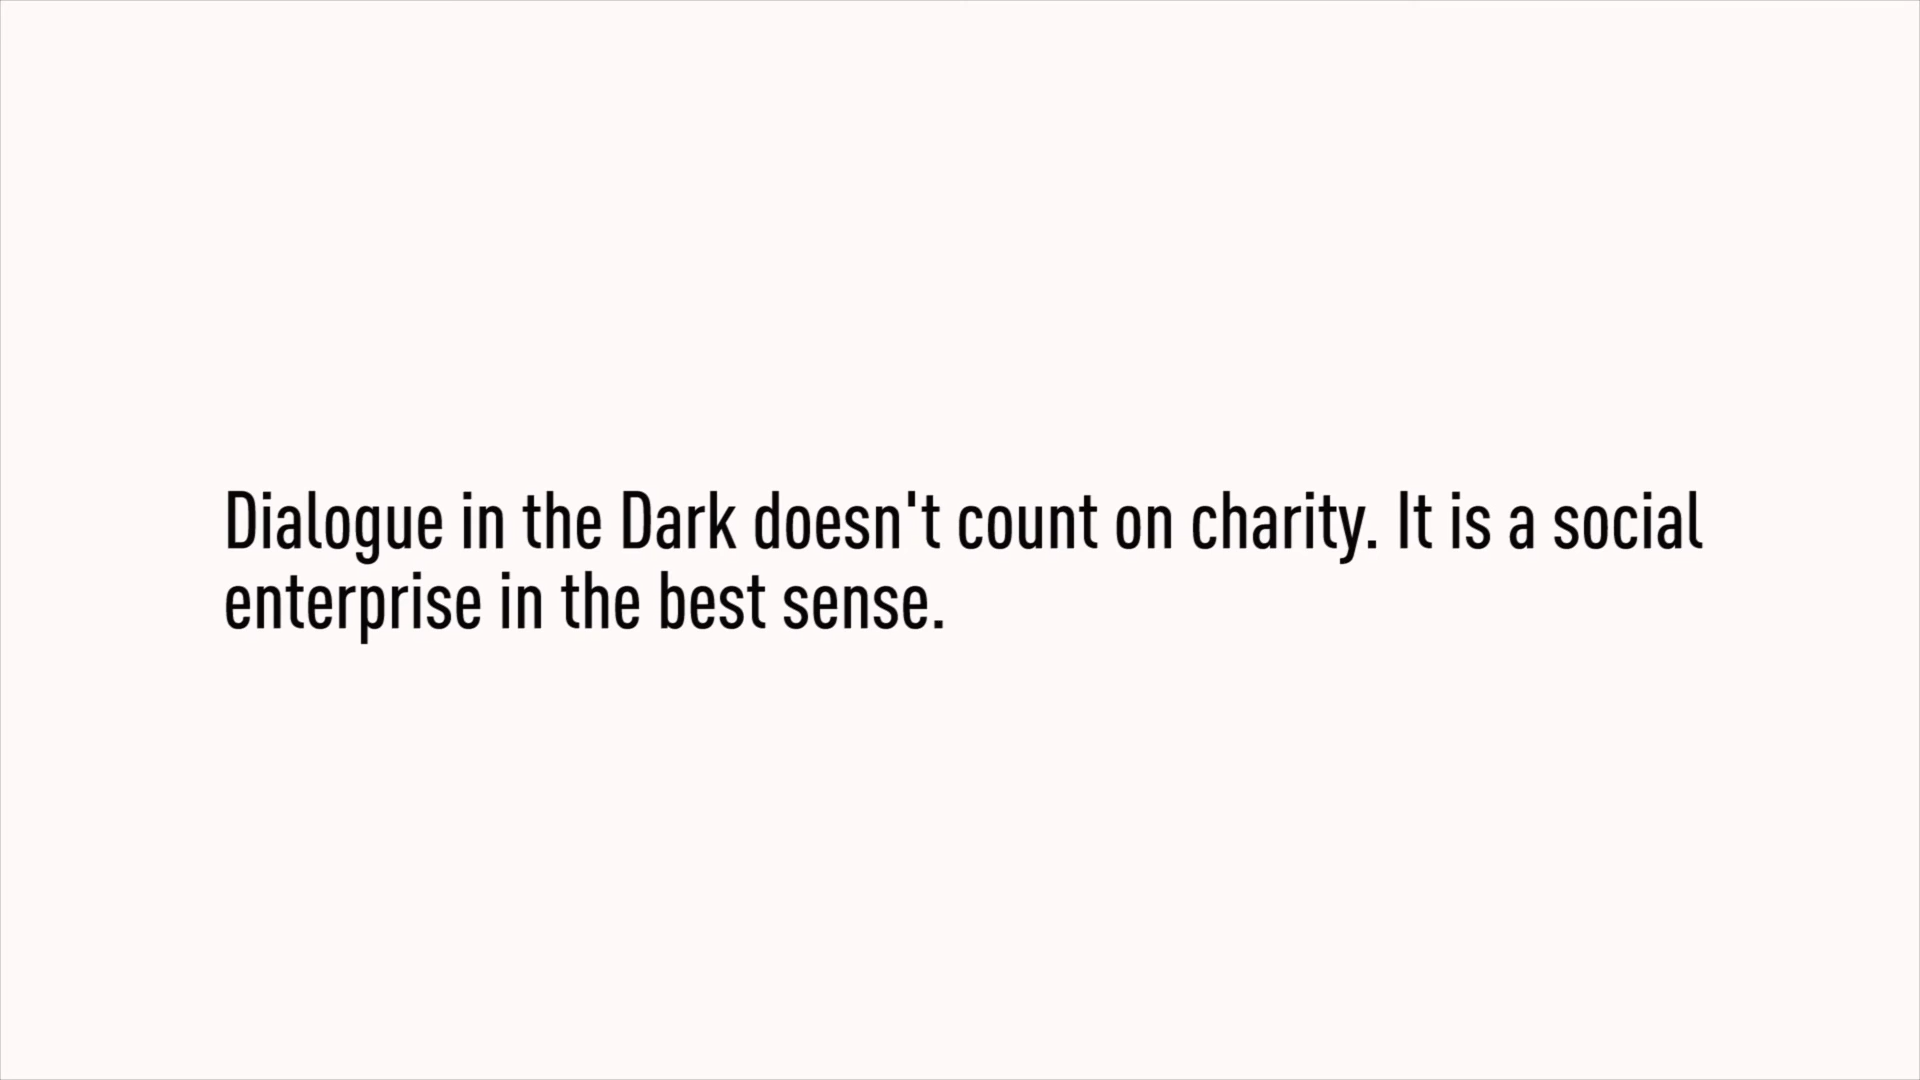 Dialogue in the Dark doesn't count on charity. It is a social
enterprise in the best sense.